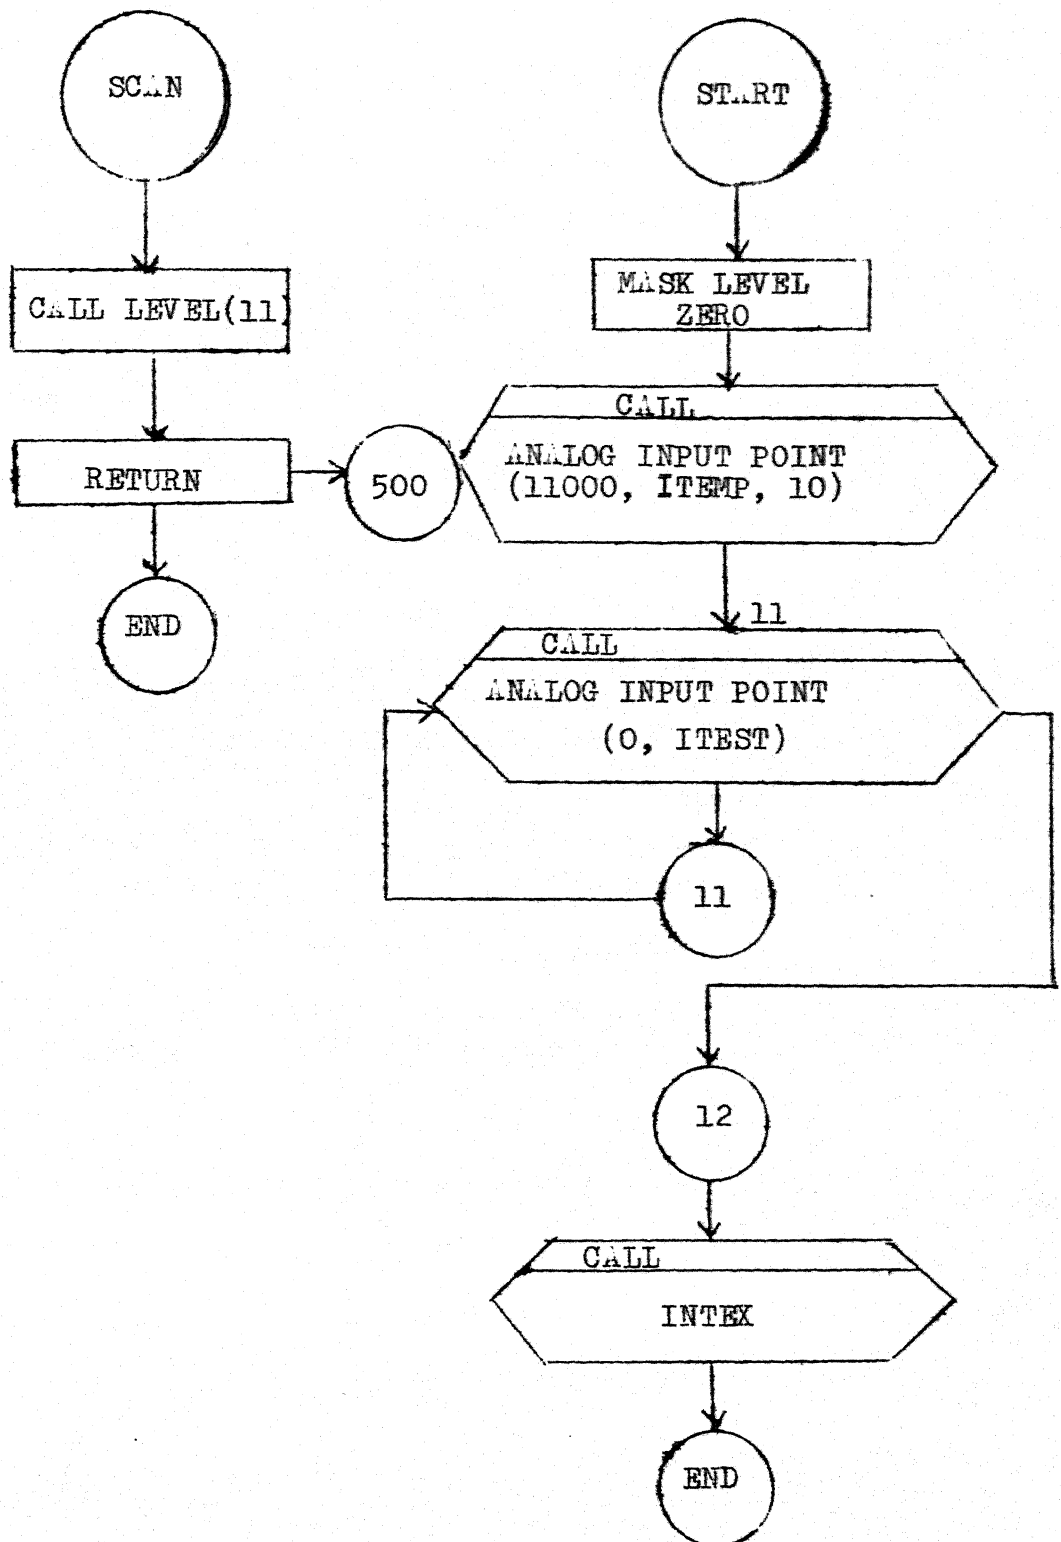 SCAN
CALL LEVEL(11)
RETURN
END
500
START
MASK LEVEL
ZERO
CALL
ANALOG INPUT POINT
(11000, ITEMP, 10)
11
CALL
ANALOG INPUT POINT
(0, ITEST)
11
12
CALL
INTEX
END